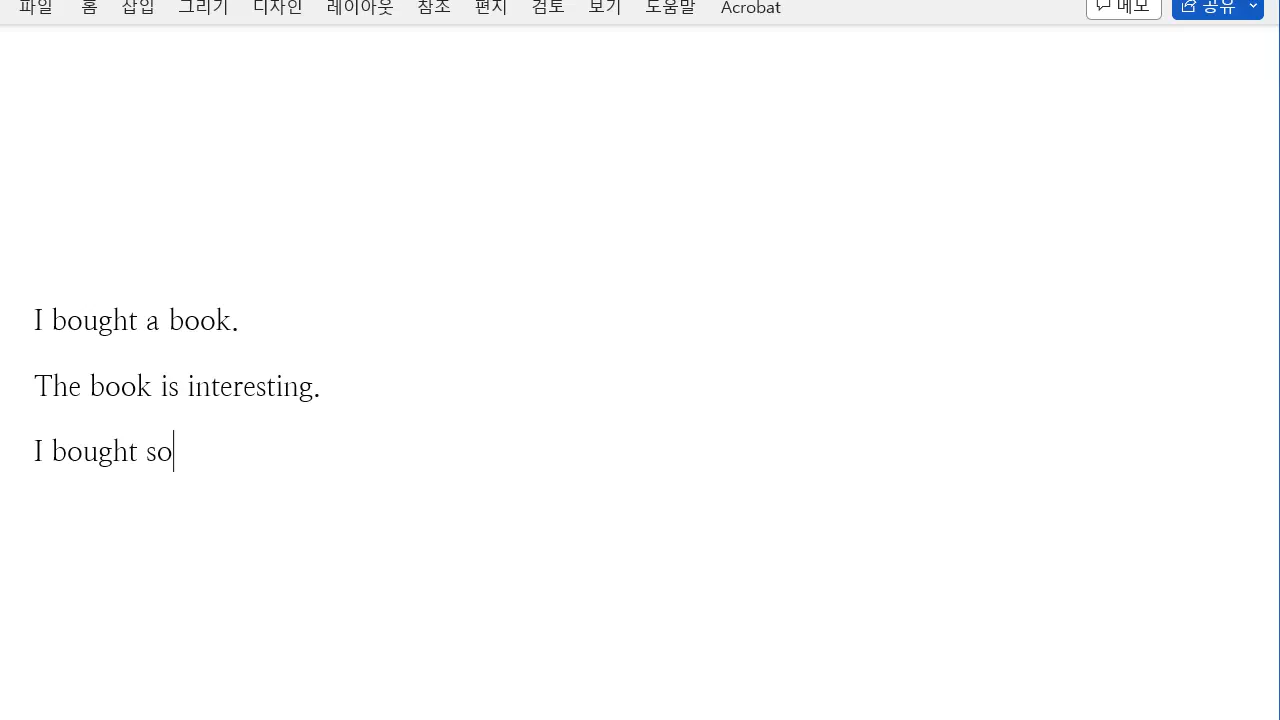 파일 홈 삽입 그리기 디자인 레이아웃 참조 편지 검토 보기 도움말 Acrobat 메모 공유
I bought a book.
The book is interesting.
I bought so